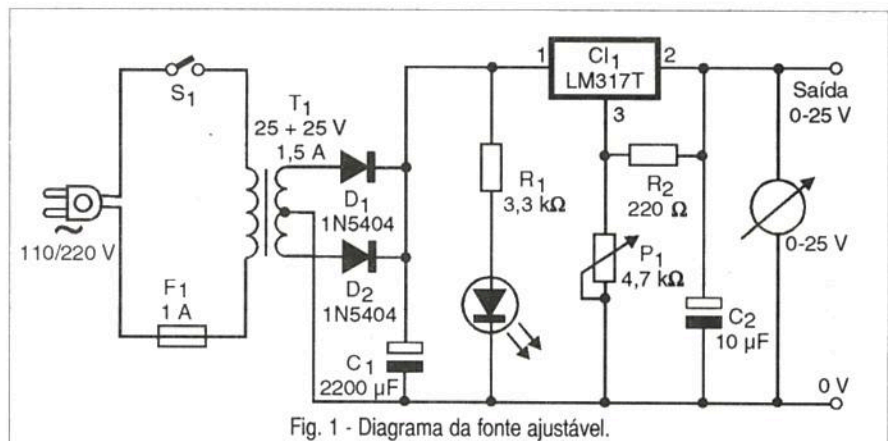 S1
T1
25 + 25 V
1,5 A
D1
1N5404
D2
1N5404
110/220 V
F1
1 A
C1
2200 µF
R1
3,3 kΩ
1
CI1
LM317T
2
3
R2
220 Ω
P1
4,7 kΩ
C2
10 µF
Saída
0-25 V
0-25 V
0 V
Fig. 1 - Diagrama da fonte ajustável.